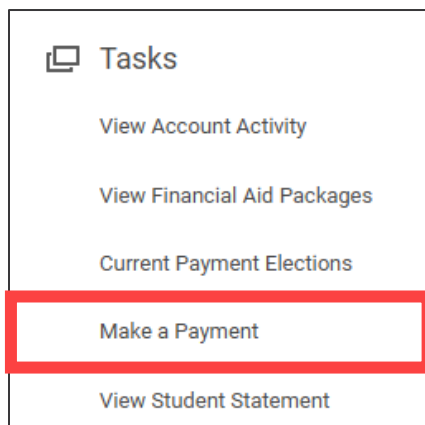 Tasks
View Account Activity
View Financial Aid Packages
Current Payment Elections
Make a Payment
View Student Statement